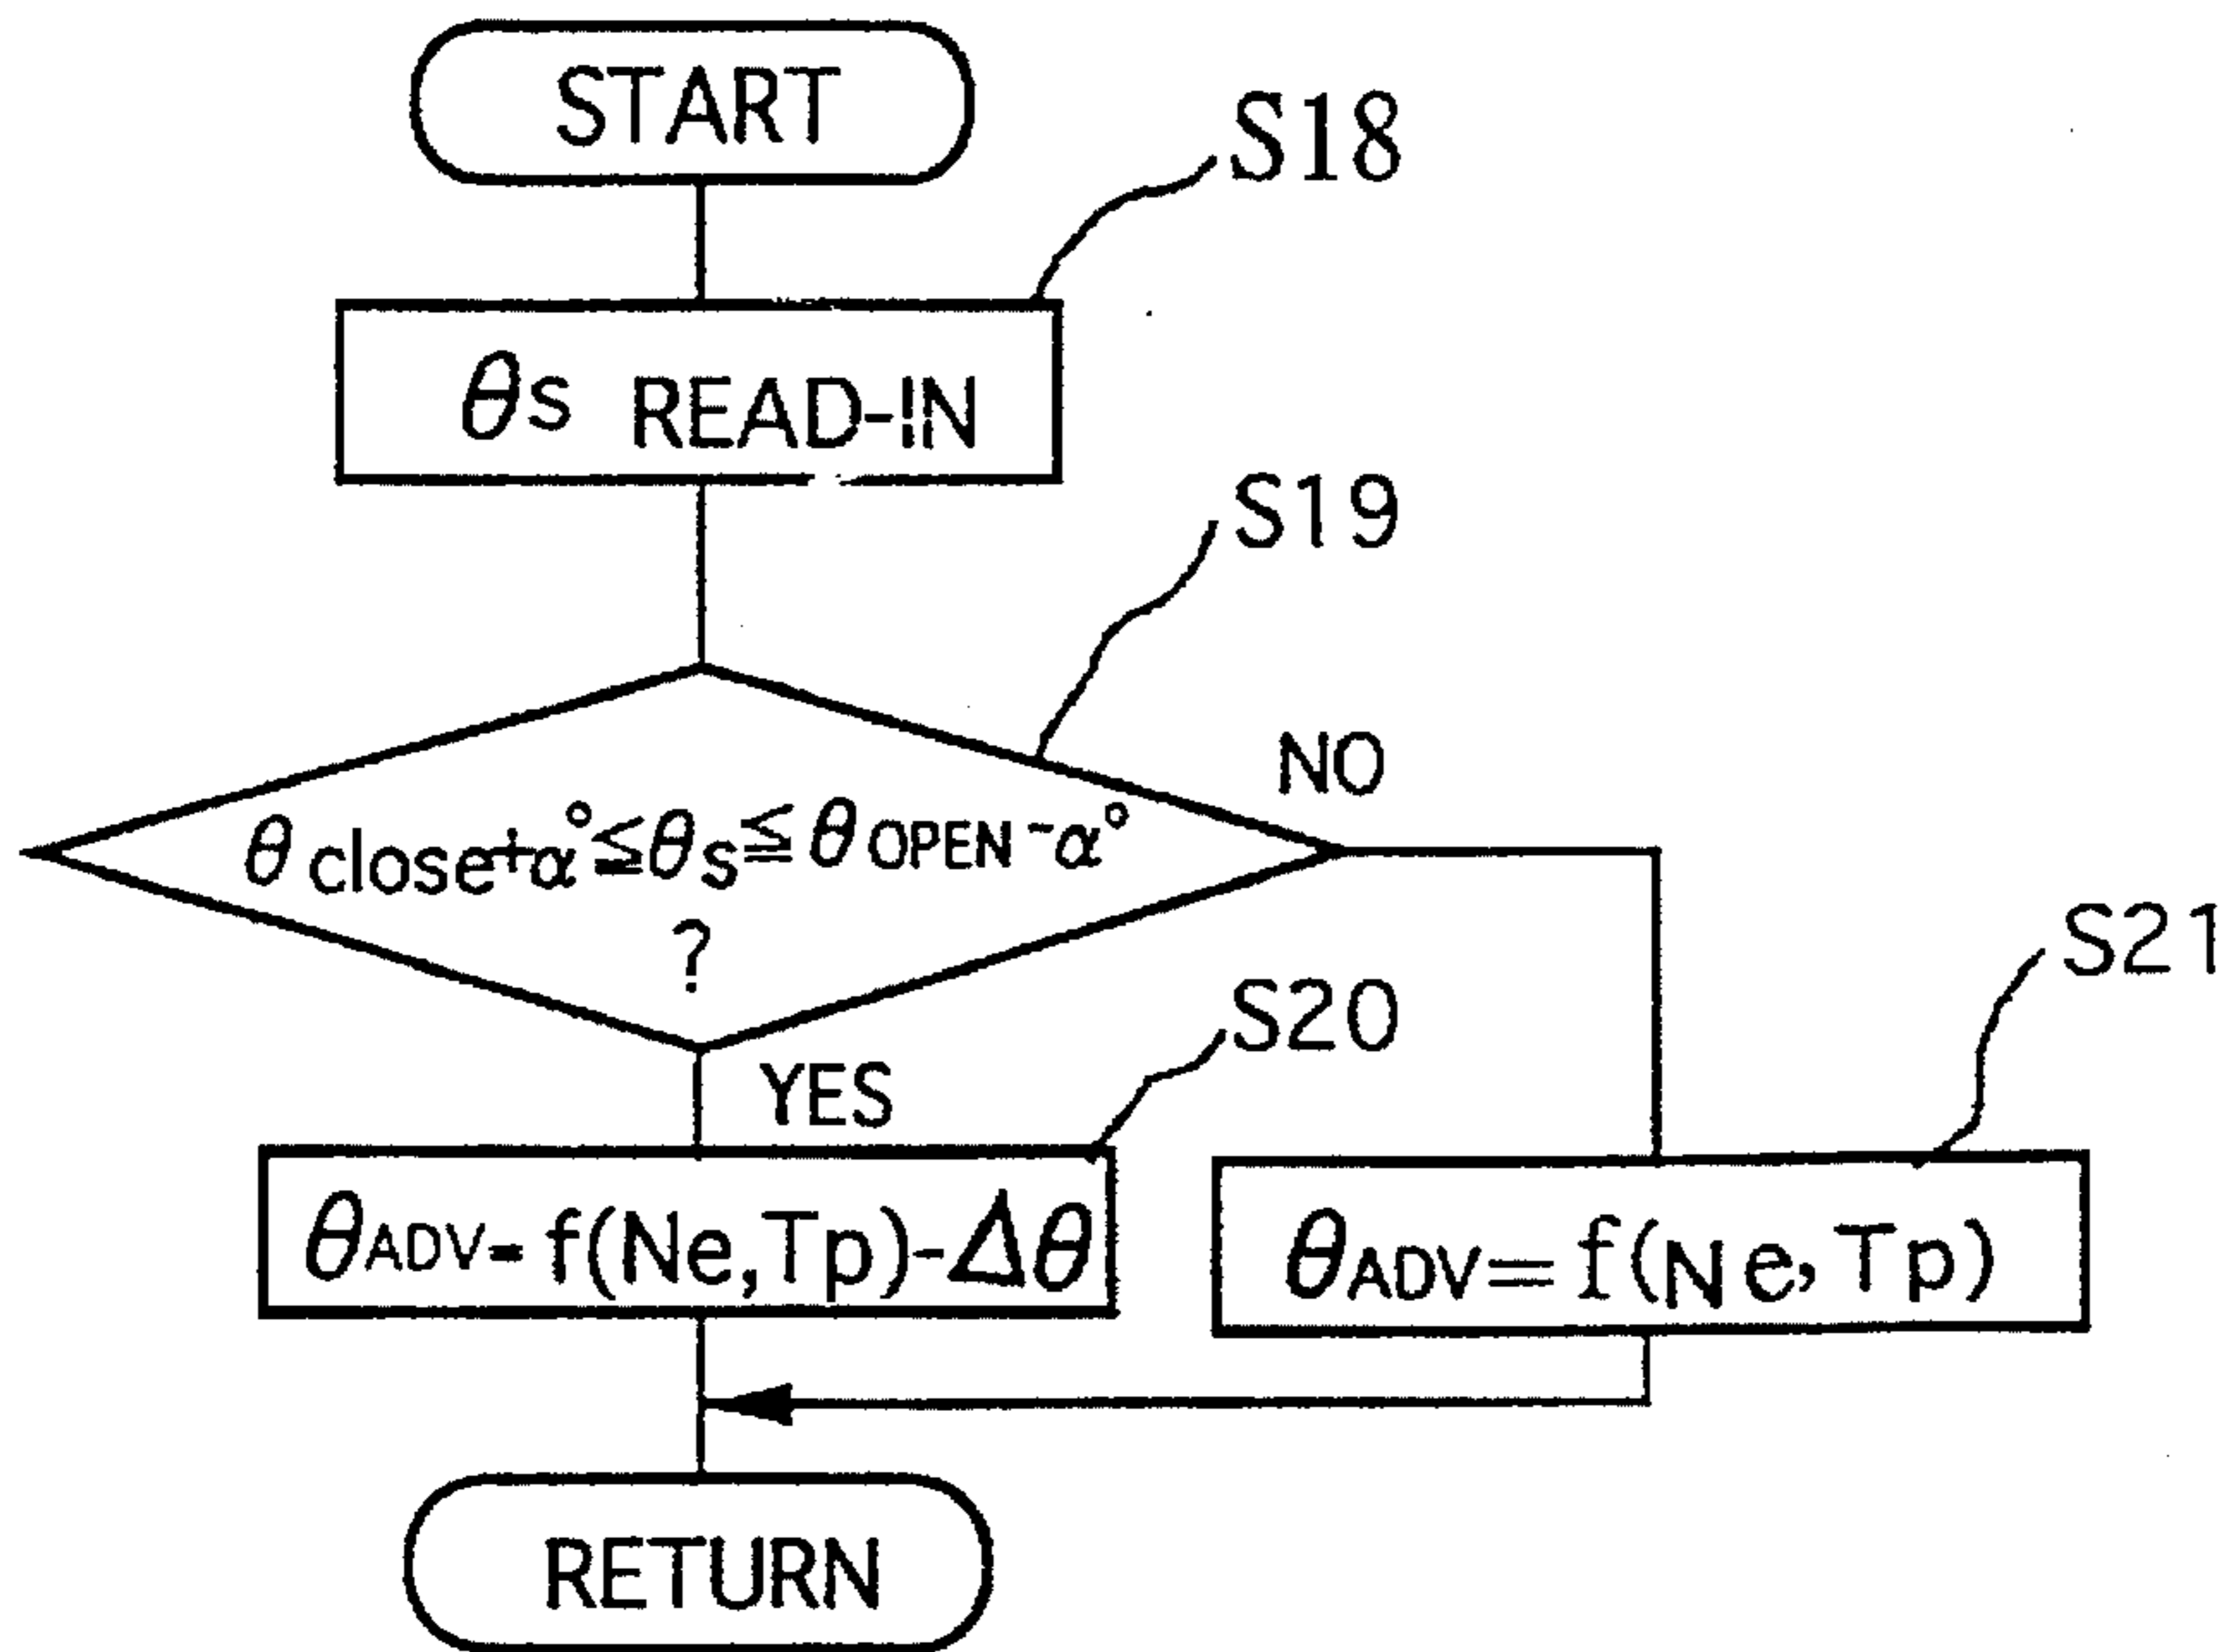 START
S18
θs READ-IN
S19
NO
θclose+α°≦θs≦θOPEN-α°
?
S21
S20
YES
θADV=f(Ne,Tp)-Δθ
θADV=f(Ne,Tp)
RETURN